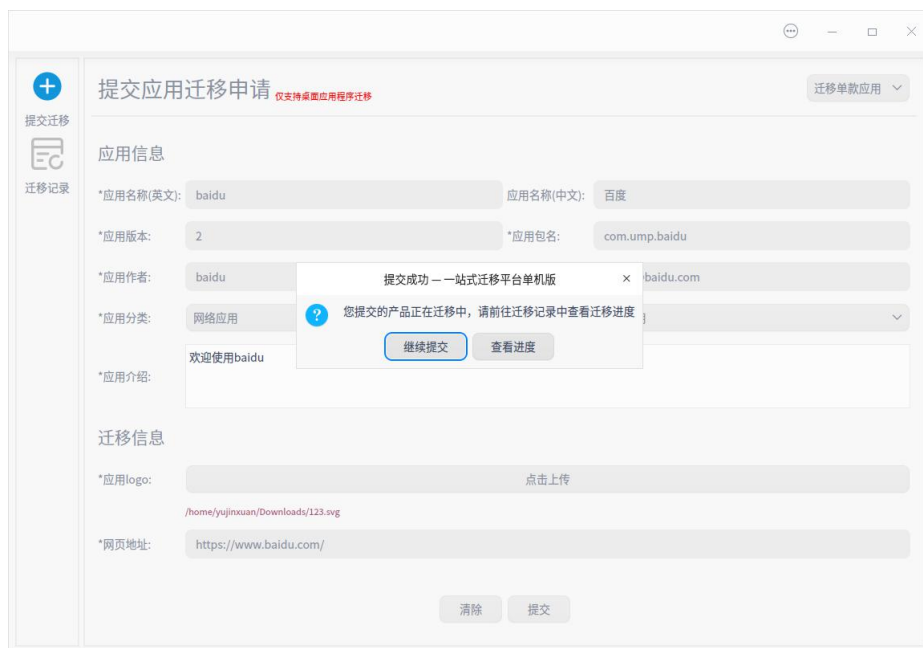 提交应用迁移申请 仅支持桌面应用程序迁移 迁移单款应用
提交迁移
迁移记录
应用信息
*应用名称(英文): baidu 应用名称(中文): 百度
*应用版本: 2 *应用包名: com.ump.baidu
提交成功 — 一站式迁移平台单机版 ×
*应用作者: baidu baidu.com
您提交的产品正在迁移中，请前往迁移记录中查看迁移进度
*应用分类: 网络应用
继续提交 查看进度
*应用介绍: 欢迎使用baidu
迁移信息
*应用logo: 点击上传
/home/yujinxuan/Downloads/123.svg
*网页地址: https://www.baidu.com/
清除 提交